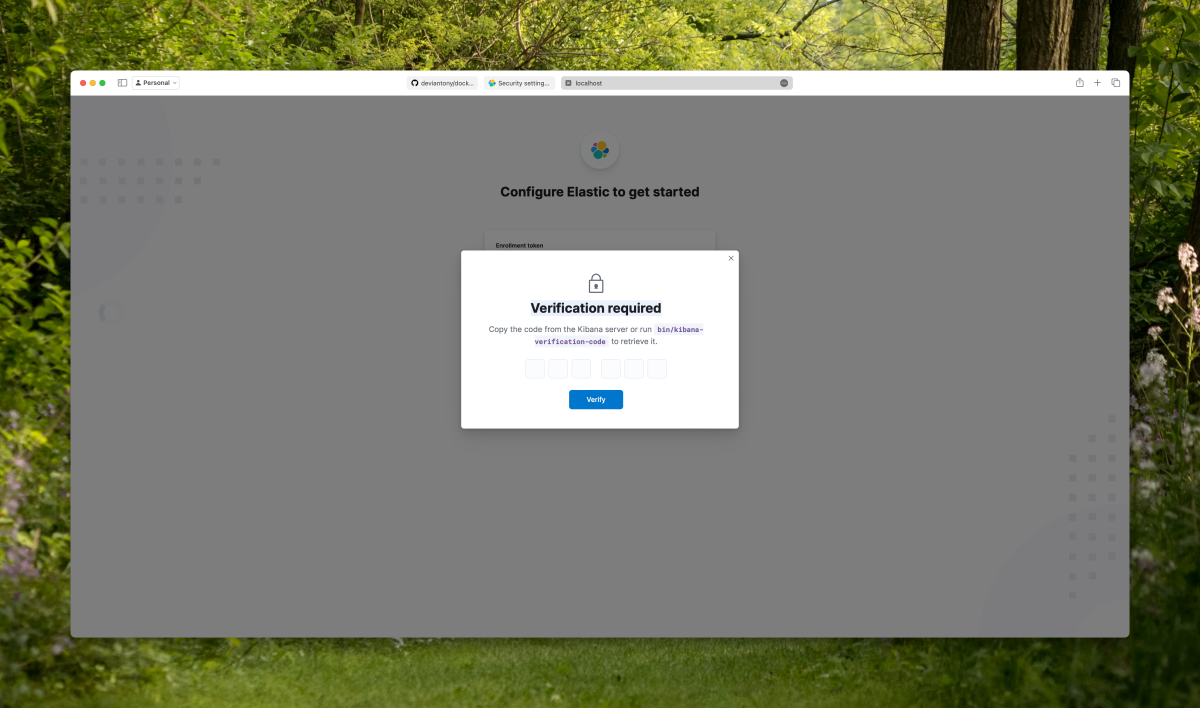 Personal
deviantony/dock...
Security setting...
localhost
Configure Elastic to get started
Enrollment token
Verification required
Copy the code from the Kibana server or run bin/kibana-
verification-code to retrieve it.
Verify